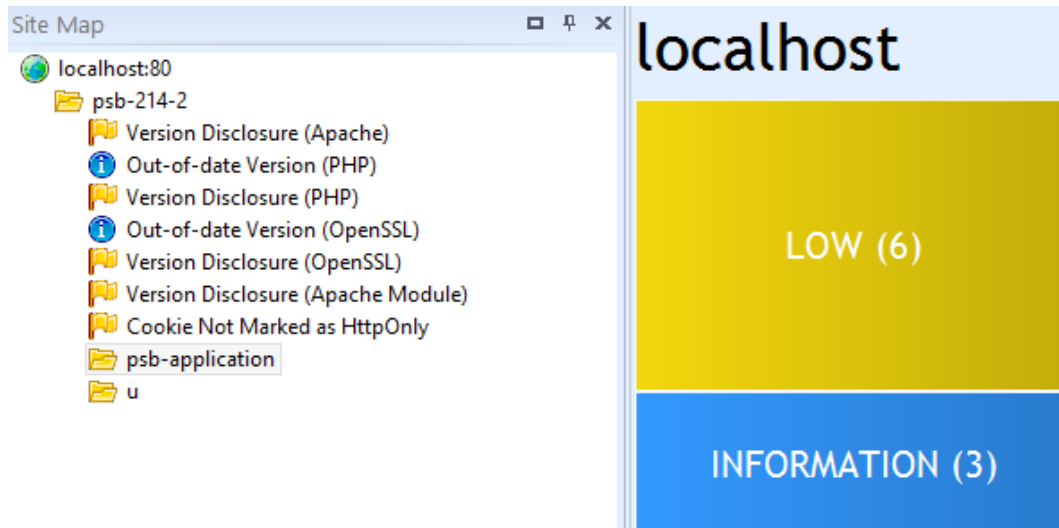 Site Map
localhost:80
psb-214-2
Version Disclosure (Apache)
Out-of-date Version (PHP)
Version Disclosure (PHP)
Out-of-date Version (OpenSSL)
Version Disclosure (OpenSSL)
Version Disclosure (Apache Module)
Cookie Not Marked as HttpOnly
psb-application
u
localhost
LOW (6)
INFORMATION (3)